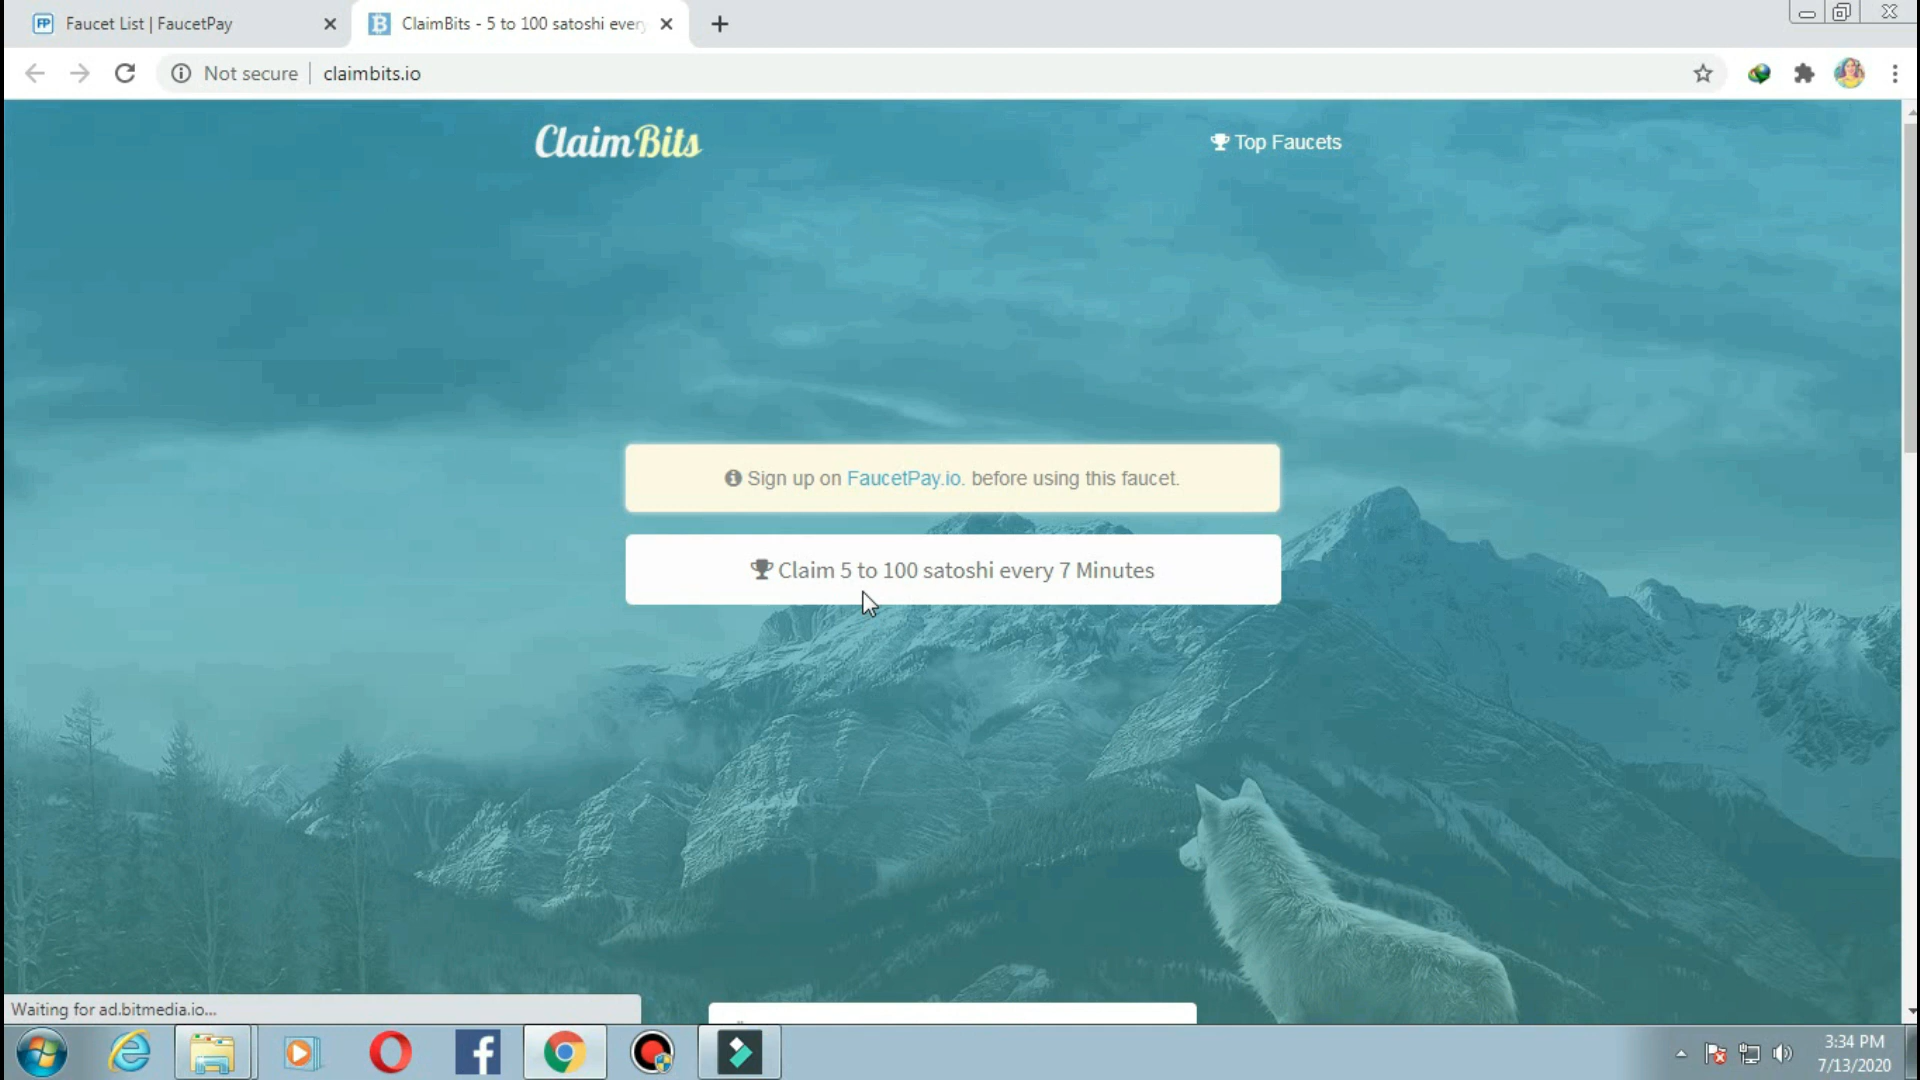 FP Faucet List | FaucetPay
ClaimBits - 5 to 100 satoshi every
Not secure
claimbits.io
ClaimBits
Top Faucets
Sign up on FaucetPay.io. before using this faucet.
Claim 5 to 100 satoshi every 7 Minutes
Waiting for ad.bitmedia.io...
3:34 PM
7/13/2020